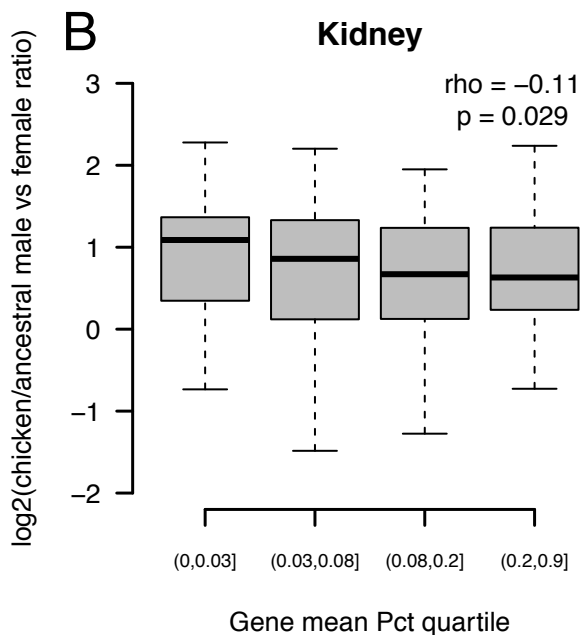 B
Kidney
rho = −0.11
p = 0.029
log2(chicken/ancestral male vs female ratio)
3
2
1
0
−1
−2
(0,0.03] (0.03,0.08] (0.08,0.2] (0.2,0.9]
Gene mean Pct quartile